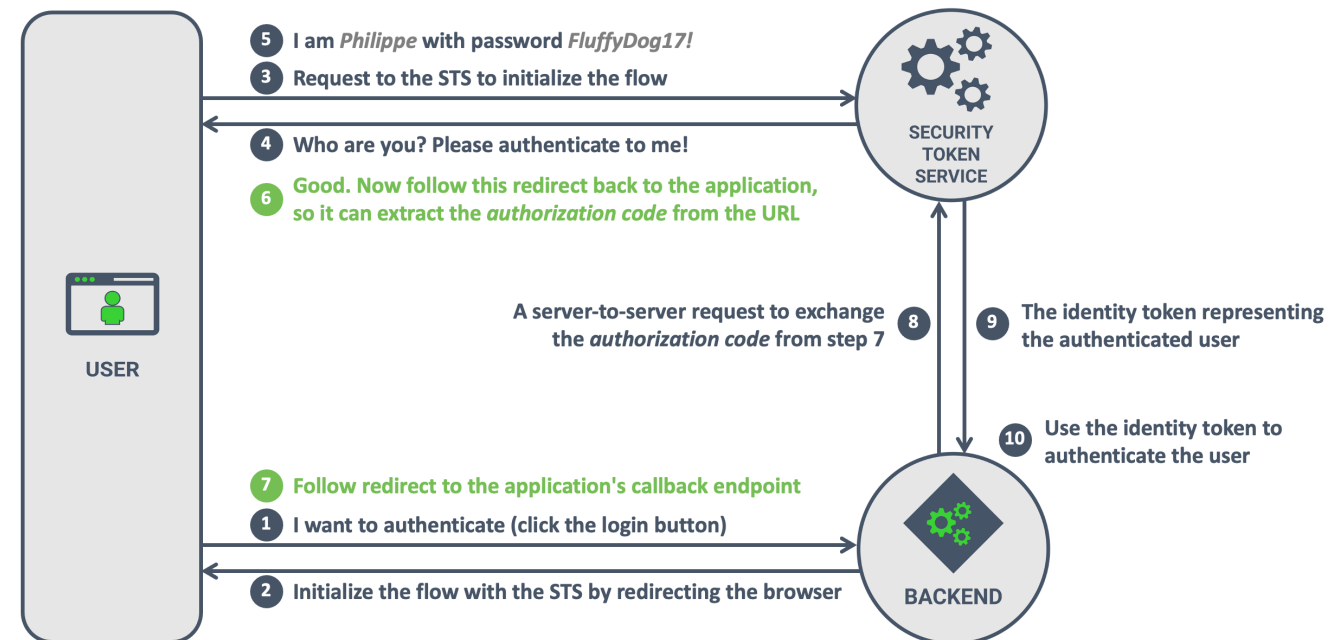 5 I am Philippe with password FluffyDog17!
3 Request to the STS to initialize the flow
4 Who are you? Please authenticate to me!
6 Good. Now follow this redirect back to the application,
so it can extract the authorization code from the URL
SECURITY
TOKEN
SERVICE
USER
A server-to-server request to exchange
the authorization code from step 7
8
9 The identity token representing
the authenticated user
10 Use the identity token to
authenticate the user
7 Follow redirect to the application's callback endpoint
1 I want to authenticate (click the login button)
2 Initialize the flow with the STS by redirecting the browser
BACKEND